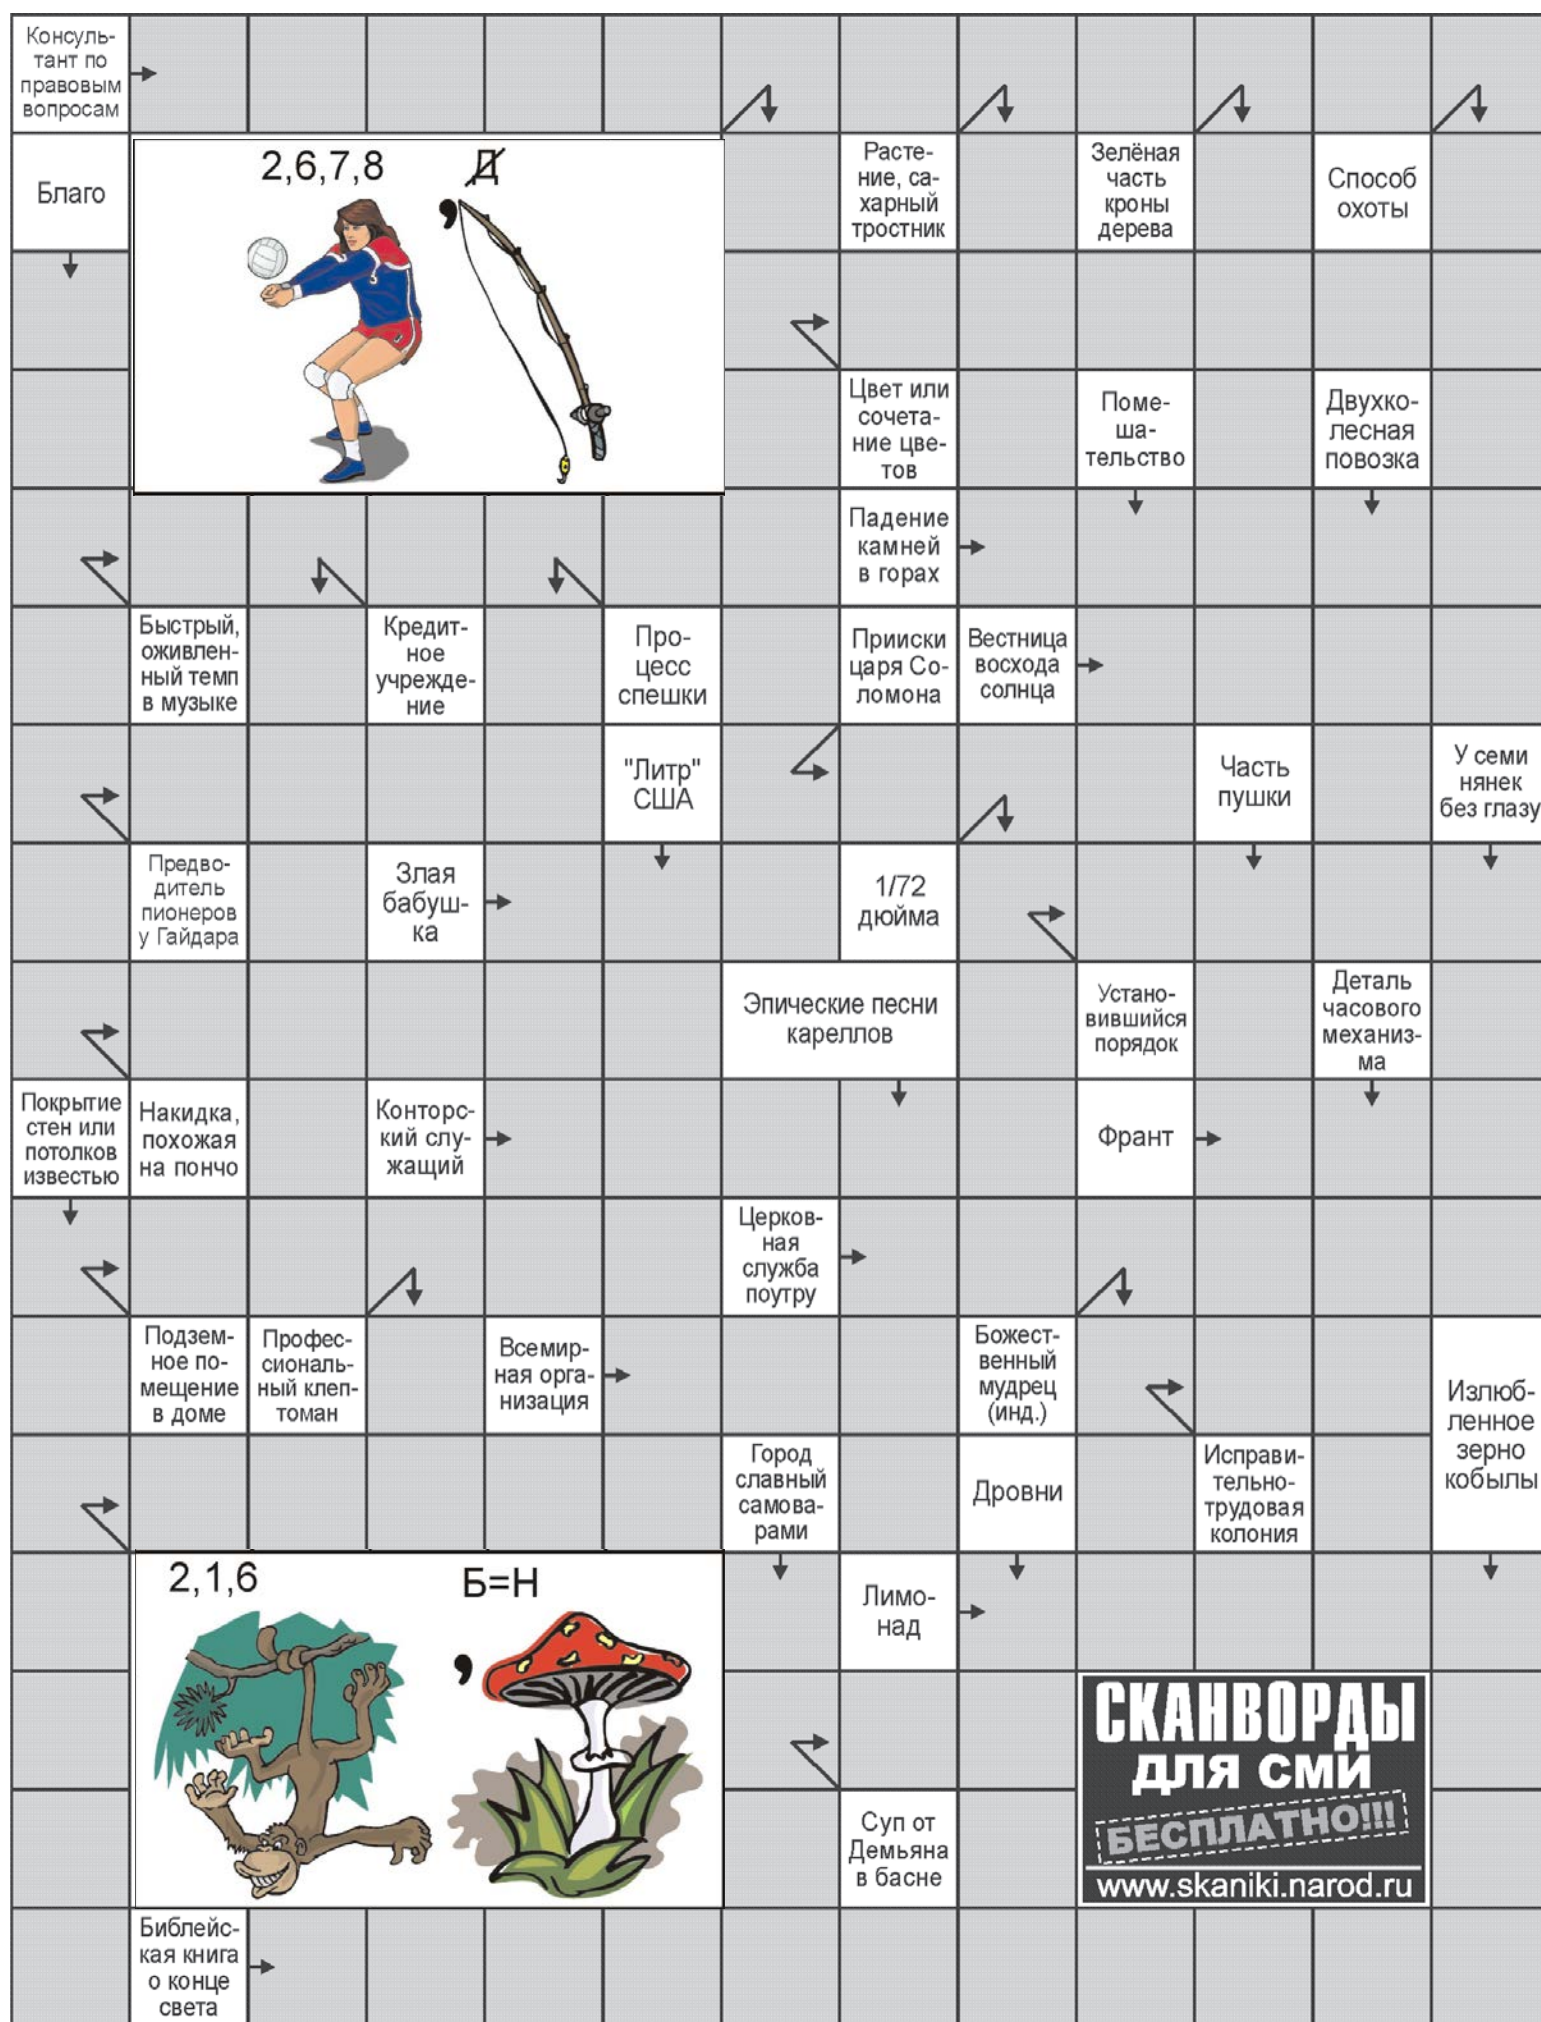 Консуль-
тант по
правовым
вопросам
Благо
2,6,7,8
Д
Расте-
ние, са-
харный
тростник
Зелёная
часть
кроны
дерева
Способ
охоты
Цвет или
сочета-
ние цве-
тов
Поме-
ша-
тельство
Двухко-
лесная
повозка
Падение
камней
в горах
Быстрый,
оживлен-
ный темп
в музыке
Кредит-
ное
учрежде-
ние
Про-
цесс
спешки
Прииски
царя Со-
ломона
Вестница
восхода
солнца
"Литр"
США
Часть
пушки
У семи
нянек
без глазу
Предво-
дитель
пионеров
у Гайдара
Злая
бабуш-
ка
1/72
дюйма
Эпические песни
кареллов
Устано-
вившийся
порядок
Деталь
часового
механиз-
ма
Покрытие
стен или
потолков
известью
Накидка,
похожая
на пончо
Конторс-
кий слу-
жащий
Франт
Церков-
ная
служба
поутру
Подзем-
ное по-
мещение
в доме
Профес-
сиональ-
ный клеп-
томан
Всемир-
ная орга-
низация
Божест-
венный
мудрец
(инд.)
Излюб-
ленное
зерно
кобылы
Город
славный
самова-
рами
Дровни
Исправи-
тельно-
трудовая
колония
2,1,6
Б=Н
Лимо-
над
СКАНВОРДЫ
для СМИ
БЕСПЛАТНО!!!
www.skaniki.narod.ru
Суп от
Демьяна
в басне
Библейс-
кая книга
о конце
света